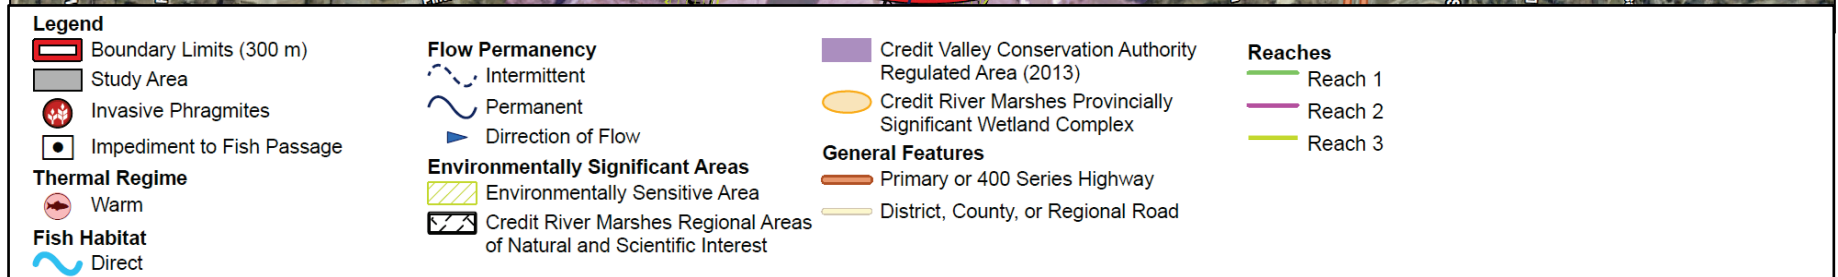 Legend
Boundary Limits (300 m)
Study Area
Invasive Phragmites
Impediment to Fish Passage
Thermal Regime
Warm
Fish Habitat
Direct
Flow Permanency
Intermittent
Permanent
Dirrection of Flow
Environmentally Significant Areas
Environmentally Sensitive Area
Credit River Marshes Regional Areas
of Natural and Scientific Interest
Credit Valley Conservation Authority
Regulated Area (2013)
Credit River Marshes Provincially
Significant Wetland Complex
General Features
Primary or 400 Series Highway
District, County, or Regional Road
Reaches
Reach 1
Reach 2
Reach 3